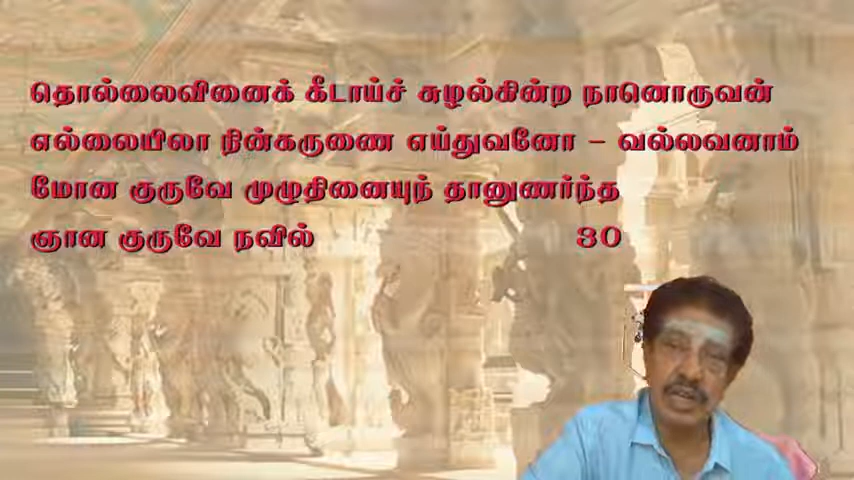 தொல்லைவினைக் கீடாய்ச் சுழல்கின்ற நானொருவன்
எல்லையிலா நின்கருணை எய்துவனோ - வல்லவனாம்
மோன குருவே முழுதினையுந் தானுணர்ந்த
ஞான குருவே நவில் 30